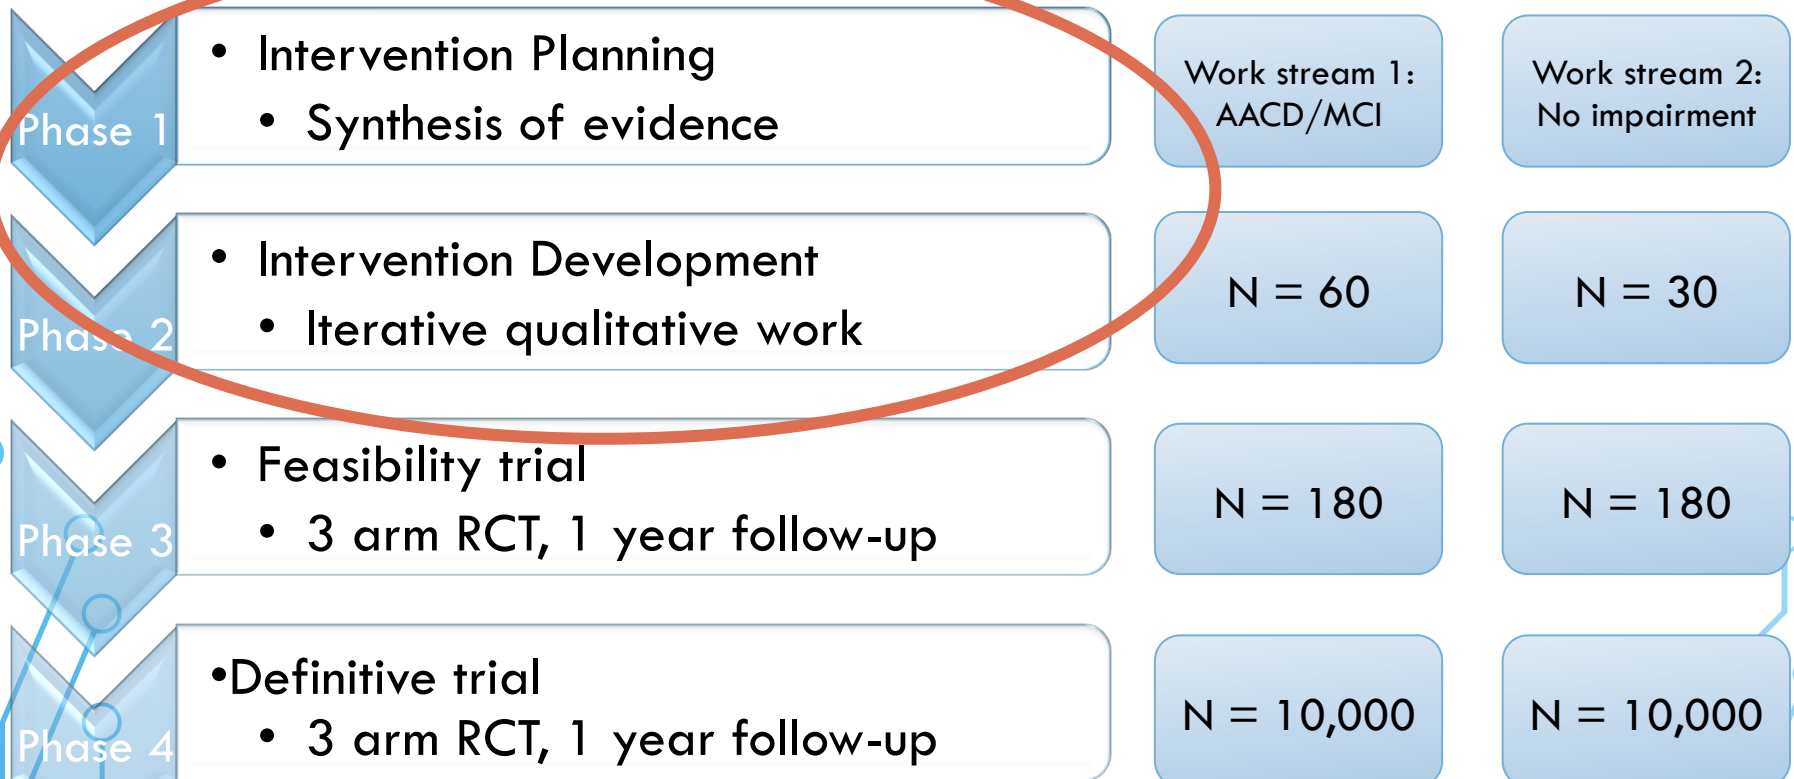 Phase 1
• Intervention Planning
• Synthesis of evidence
Work stream 1:
AACD/MCI
Work stream 2:
No impairment
Phase 2
• Intervention Development
• Iterative qualitative work
N = 60
N = 30
Phase 3
• Feasibility trial
• 3 arm RCT, 1 year follow-up
N = 180
N = 180
Phase 4
•Definitive trial
• 3 arm RCT, 1 year follow-up
N = 10,000
N = 10,000